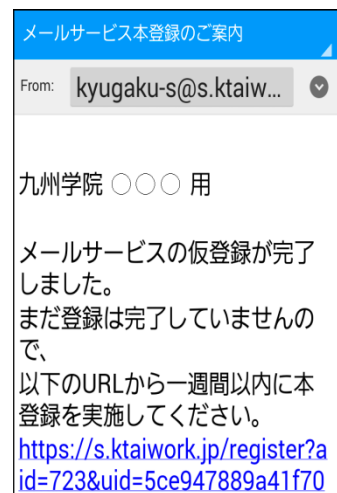 メールサービス本登録のご案内
From: kyugaku-s@s.ktaiw...
九州学院 ○○○ 用
メールサービスの仮登録が完了
しました。
まだ登録は完了していませんの
で、
以下のURLから一週間以内に本
登録を実施してください。
https://s.ktaiwork.jp/register?a
id=723&uid=5ce947889a41f70